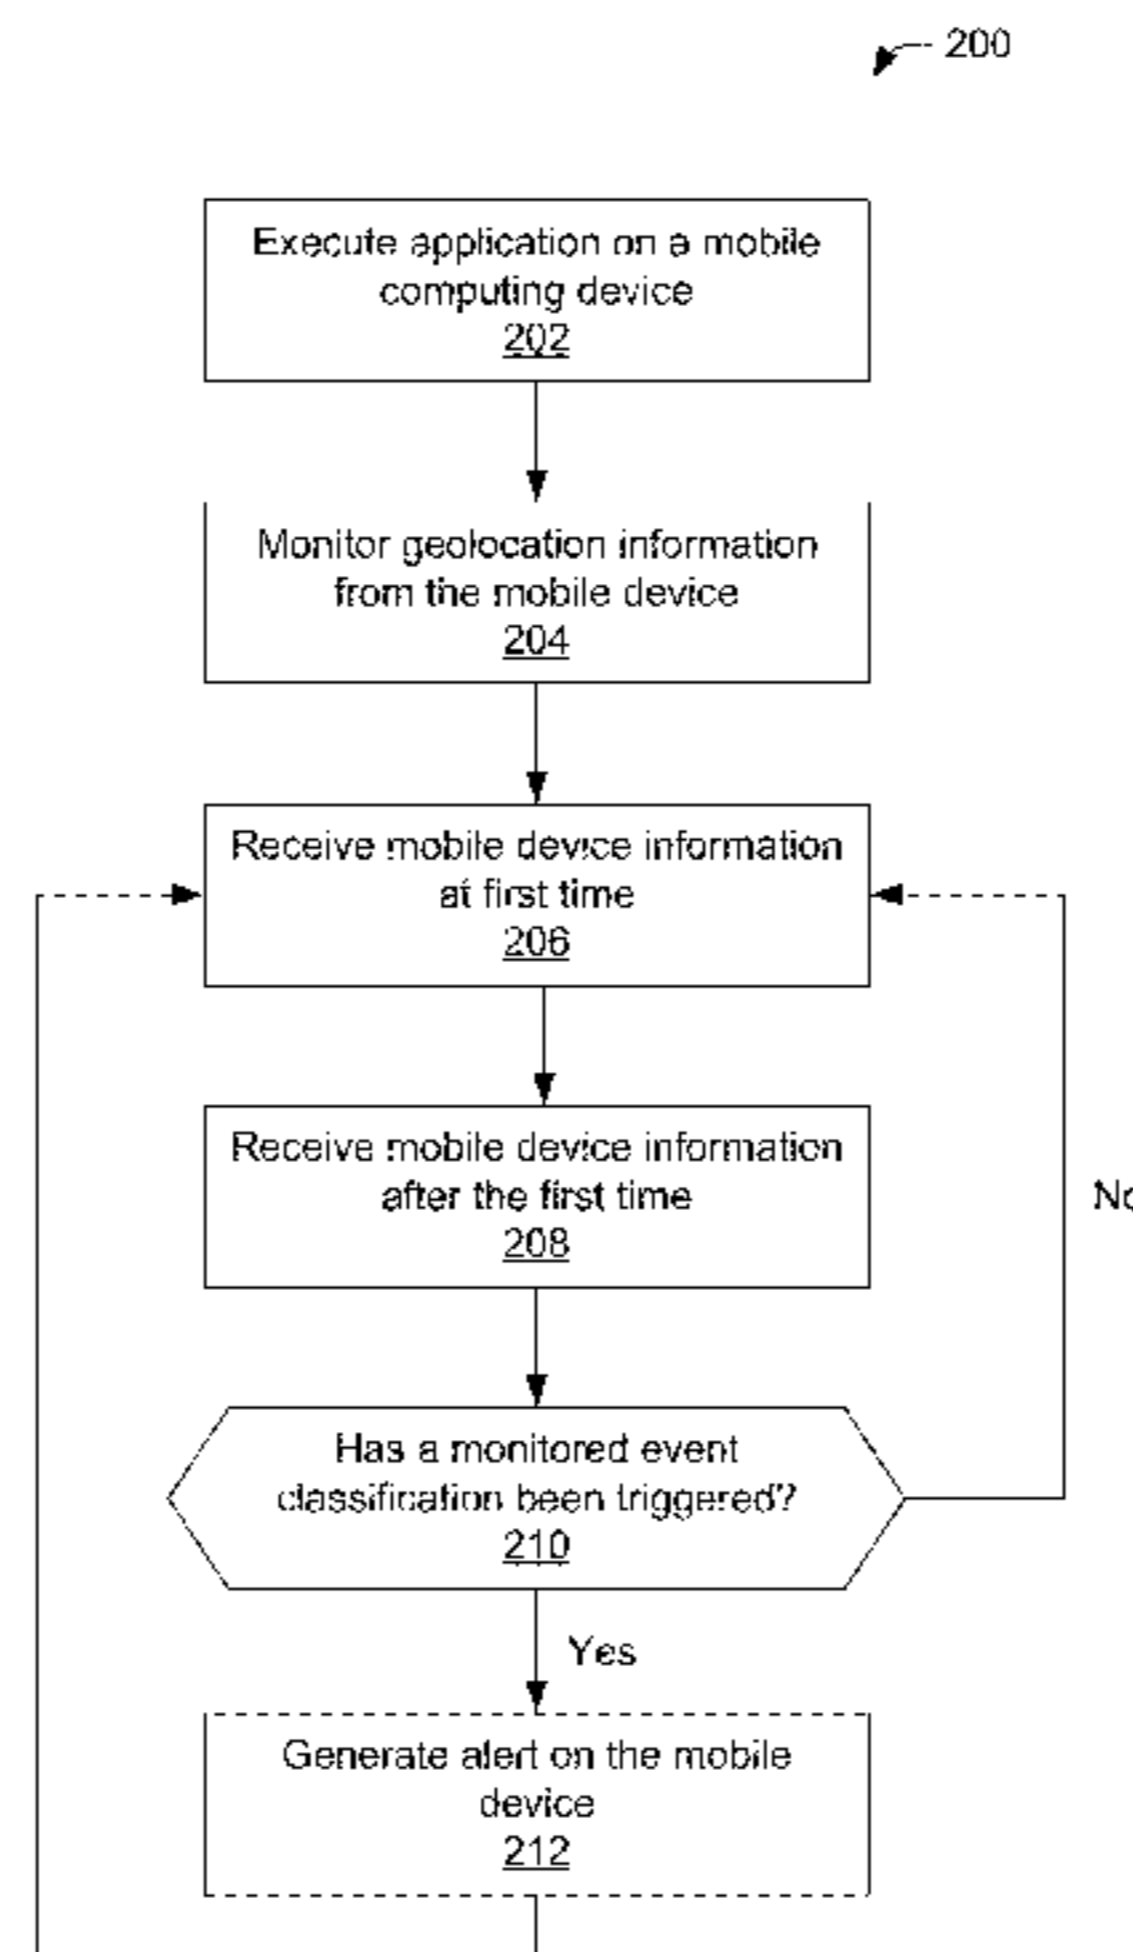 200
Execute application on a mobile
computing device
202
Monitor geolocation information
from the mobile device
204
Receive mobile device information
at first time
206
Receive mobile device information
after the first time
208
No
Has a monitored event
classification been triggered?
210
Yes
Generate alert on the mobile
device
212